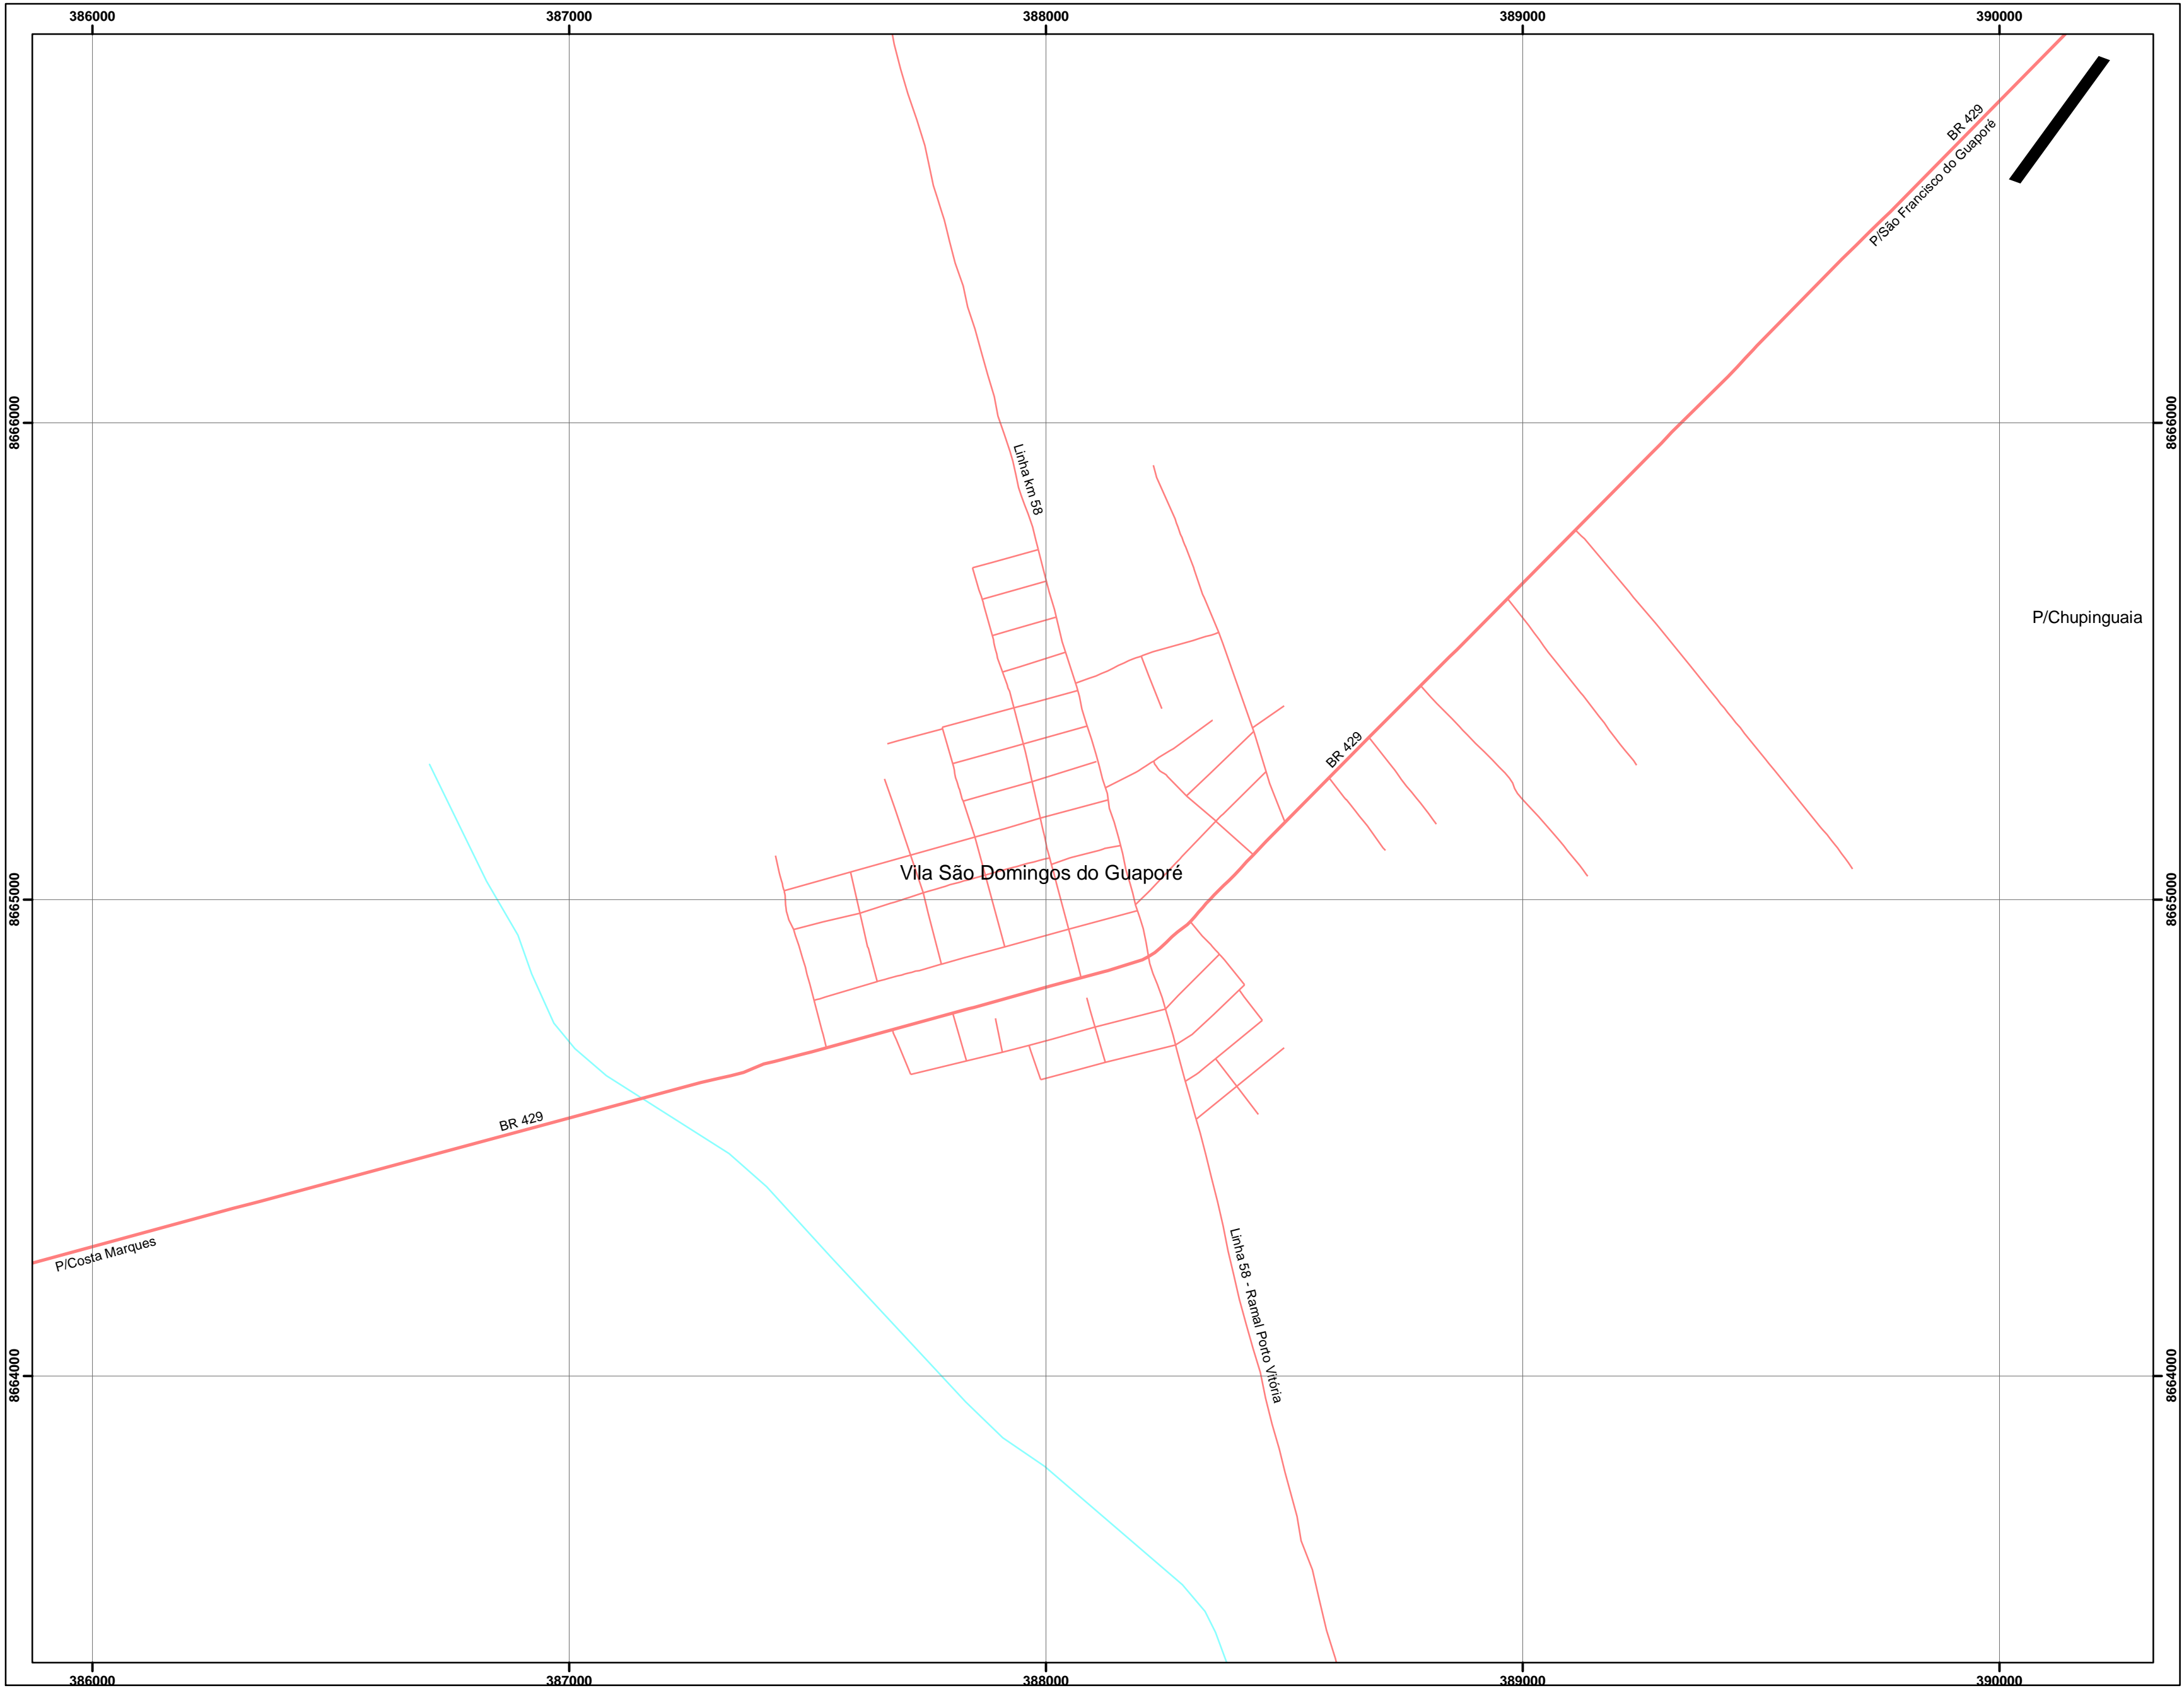 386000 387000 388000 389000 390000
BR 429
P/São Francisco do Guaporé
8666000 8666000
Linha km 58
P/Chupinguaia
BR 429
Vila São Domingos do Guaporé
8665000 8665000
BR 429
P/Costa Marques
Linha 58 - Ramal Porto Vitória
8664000 8664000
386000 387000 388000 389000 390000